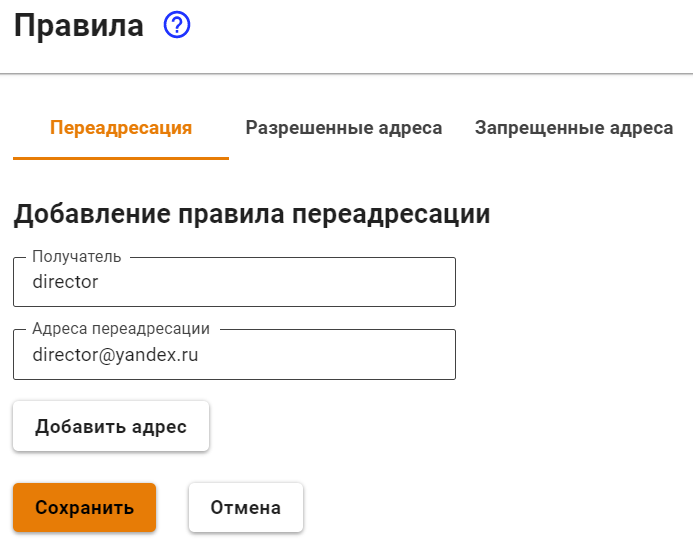 Правила ?
Переадресация Разрешенные адреса Запрещенные адреса
Добавление правила переадресации
Получатель
director
Адреса переадресации
director@yandex.ru
Добавить адрес
Сохранить Отмена